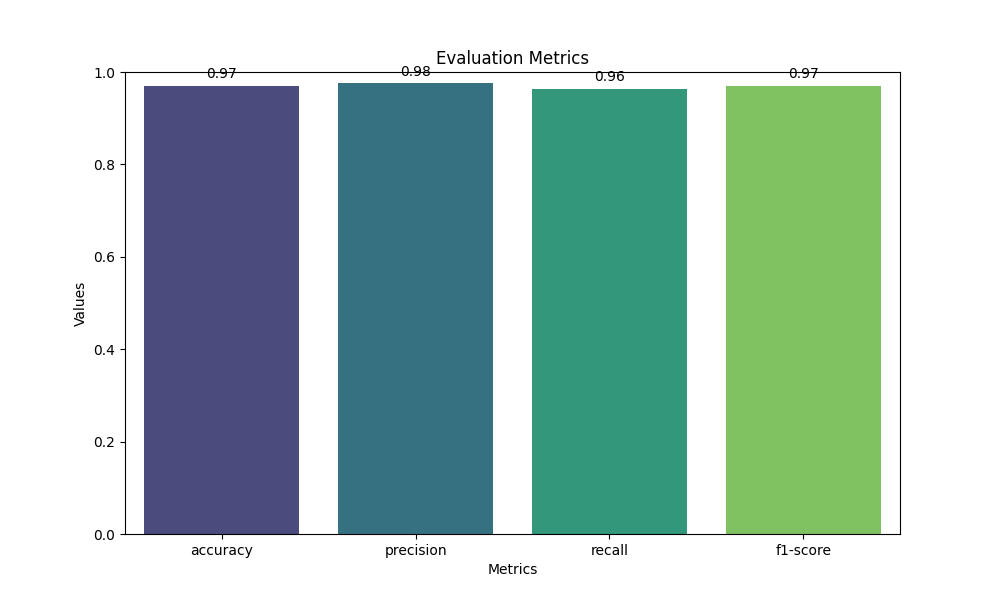 Evaluation Metrics
1.0
0.8
0.6
0.4
0.2
0.0
Values
0.97
0.98
0.96
0.97
accuracy precision recall f1-score
Metrics